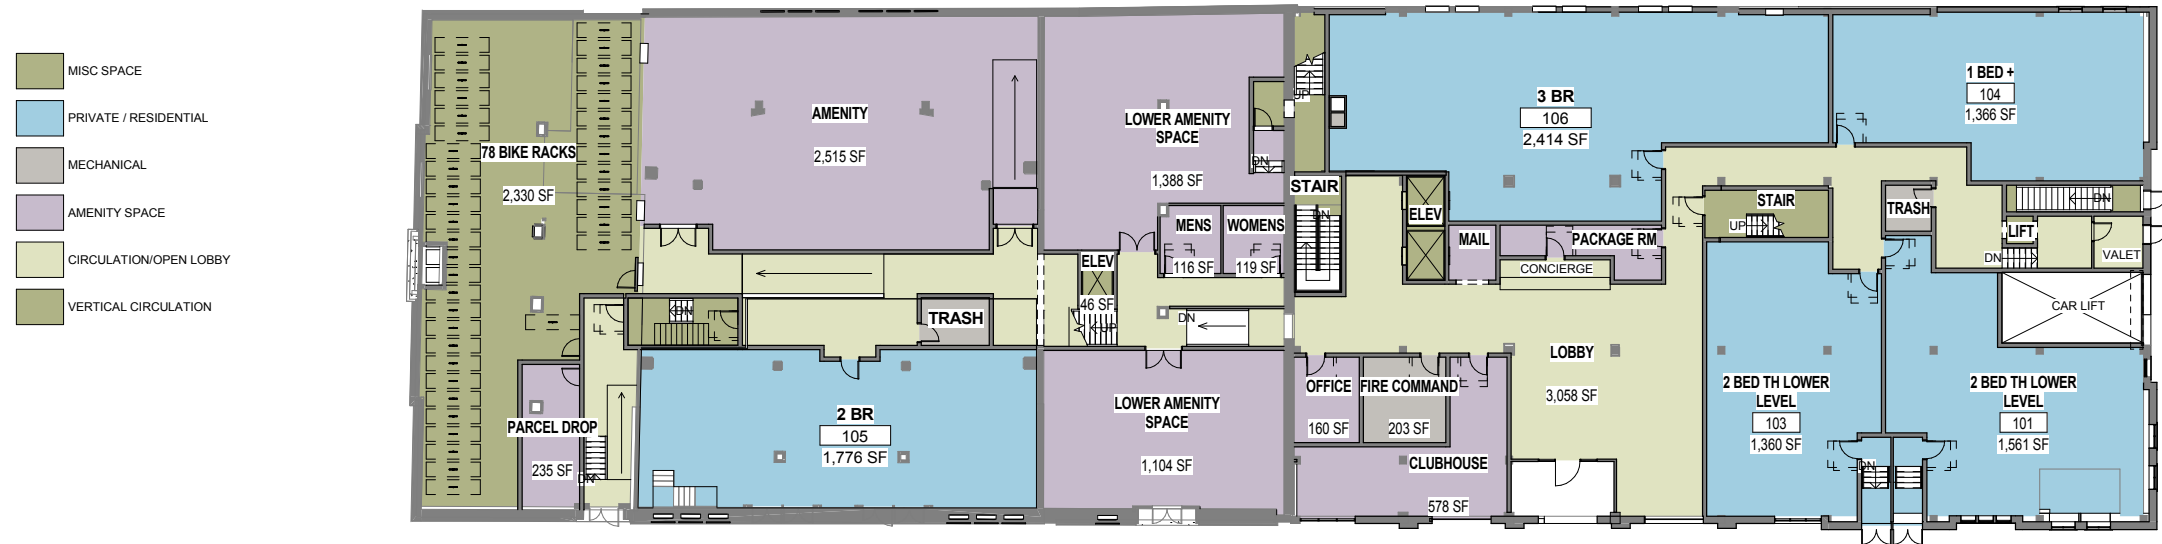 MISC SPACE
PRIVATE / RESIDENTIAL
MECHANICAL
AMENITY SPACE
CIRCULATION/OPEN LOBBY
VERTICAL CIRCULATION
78 BIKE RACKS
2,330 SF
AMENITY
2,515 SF
LOWER AMENITY
SPACE
1,388 SF
DN
MENS
116 SF
WOMENS
119 SF
ELEV
46 SF
UP
DN
TRASH
DN
PARCEL DROP
235 SF
DN
2 BR
105
1,776 SF
LOWER AMENITY
SPACE
1,104 SF
UP
STAIR
DN
3 BR
106
2,414 SF
1 BED +
104
1,366 SF
ELEV
MAIL
PACKAGE RM
CONCIERGE
STAIR
UP
TRASH
DN
LIFT
DN
VALET
CAR LIFT
LOBBY
3,058 SF
OFFICE
160 SF
FIRE COMMAND
203 SF
CLUBHOUSE
578 SF
2 BED TH LOWER
LEVEL
103
1,360 SF
DN
2 BED TH LOWER
LEVEL
101
1,561 SF